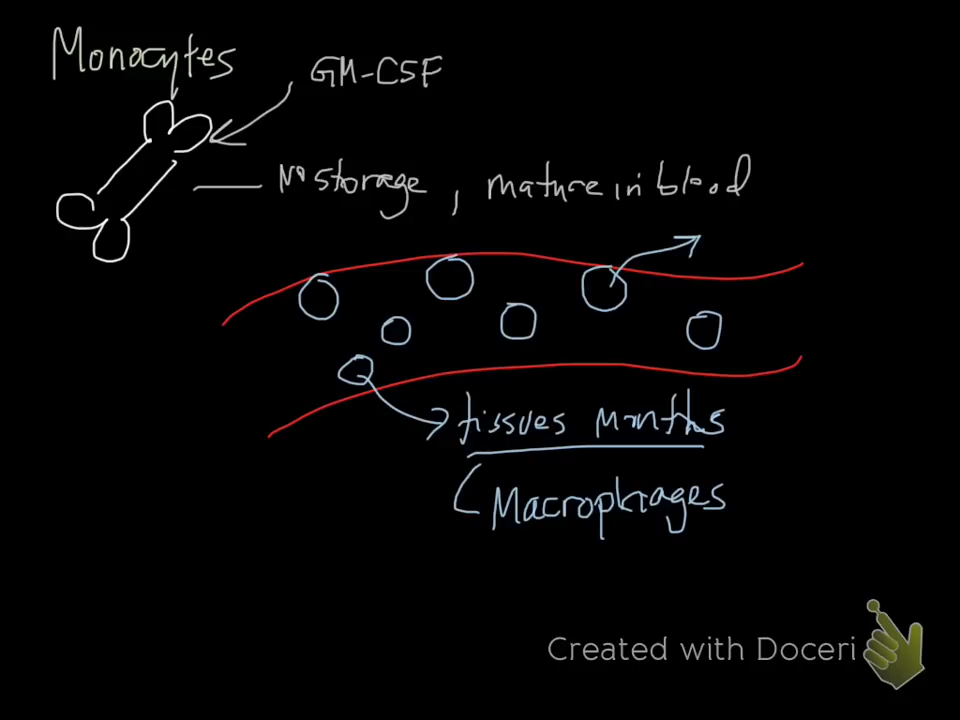 Monocytes
GM-CSF
No storage, mature in blood
tissues months
Macrophages
Created with Doceri